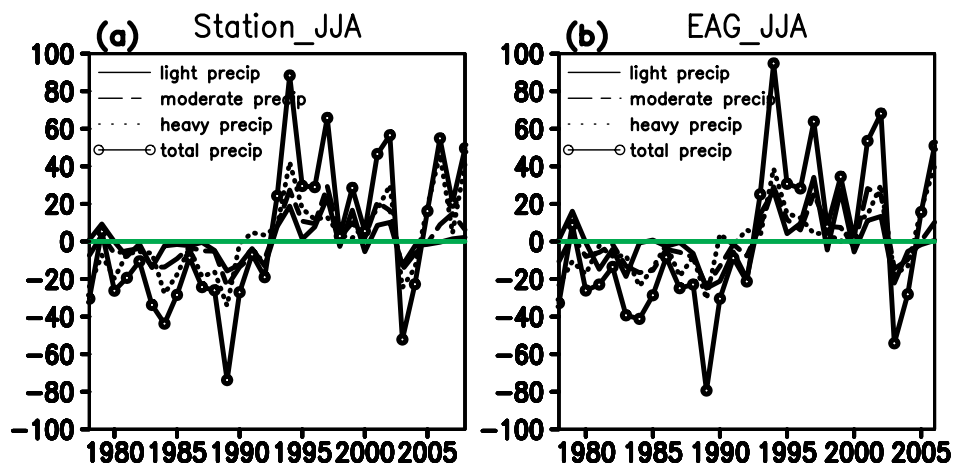 (a) Station_JJA
100
80
60
40
20
0
−20
−40
−60
−80
−100
light precip
moderate precip
heavy precip
total precip
1980 1985 1990 1995 2000 2005
(b) EAG_JJA
100
80
60
40
20
0
−20
−40
−60
−80
−100
light precip
moderate precip
heavy precip
total precip
1980 1985 1990 1995 2000 2005